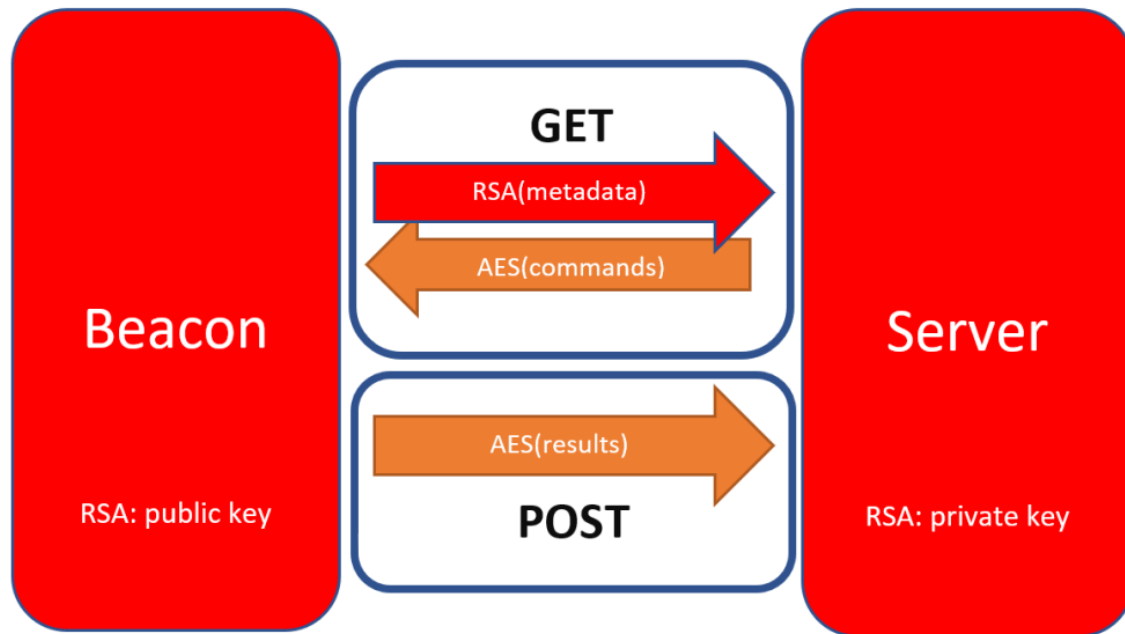 GET
RSA(metadata)
AES(commands)
Beacon
Server
AES(results)
RSA: public key
POST
RSA: private key